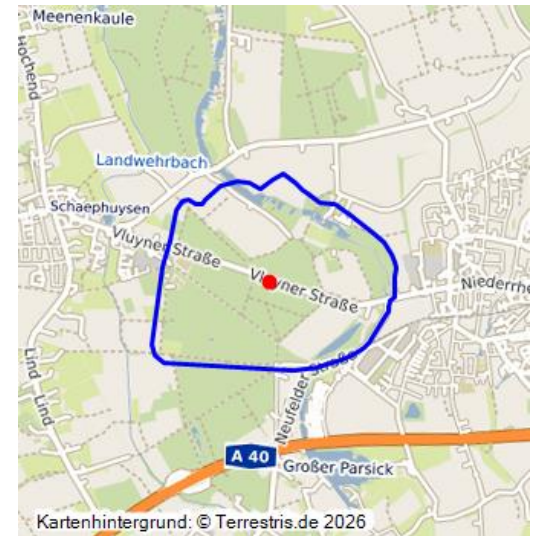 Meenenkaule
Hochend
Landwehrbach
Schaephuysen
Vluyner Straße
Vluyner Straße
Niederrhe
Lind
Lind
Neufelder Straße
A 40
Großer Parsick
Kartenhintergrund: © Terrestris.de 2026